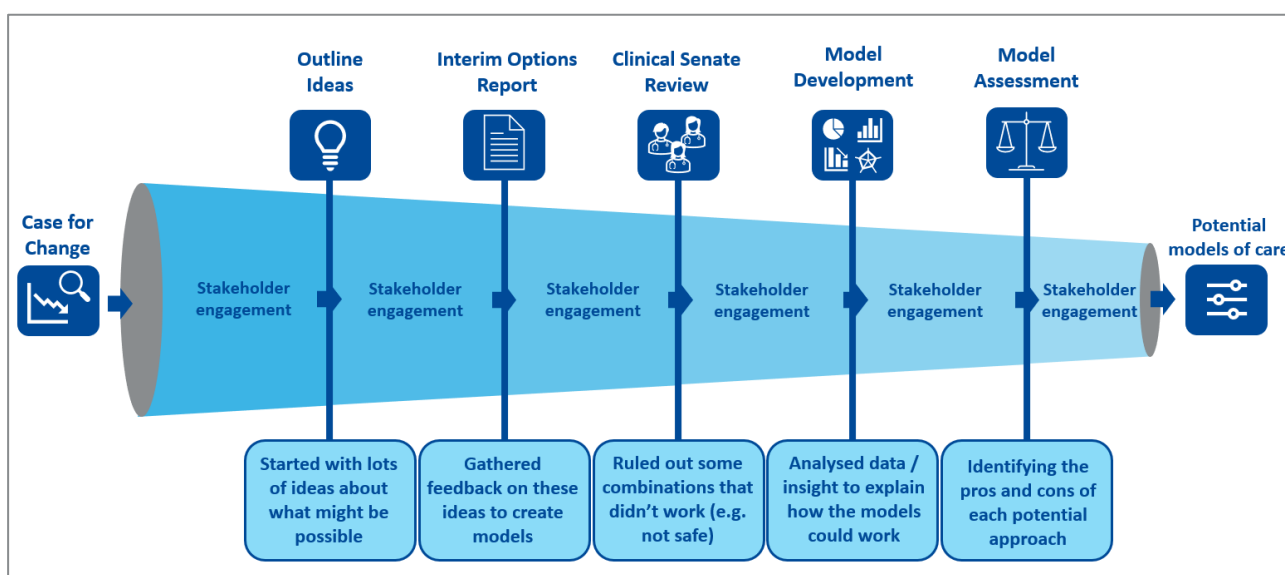 Outline
Ideas
Interim Options
Report
Clinical Senate
Review
Model
Development
Model
Assessment
Case for
Change
Stakeholder
engagement
Stakeholder
engagement
Stakeholder
engagement
Stakeholder
engagement
Stakeholder
engagement
Stakeholder
engagement
Potential
models of care
Started with lots
of ideas about
what might be
possible
Gathered
feedback on these
ideas to create
models
Ruled out some
combinations that
didn’t work (e.g.
not safe)
Analysed data /
insight to explain
how the models
could work
Identifying the
pros and cons of
each potential
approach